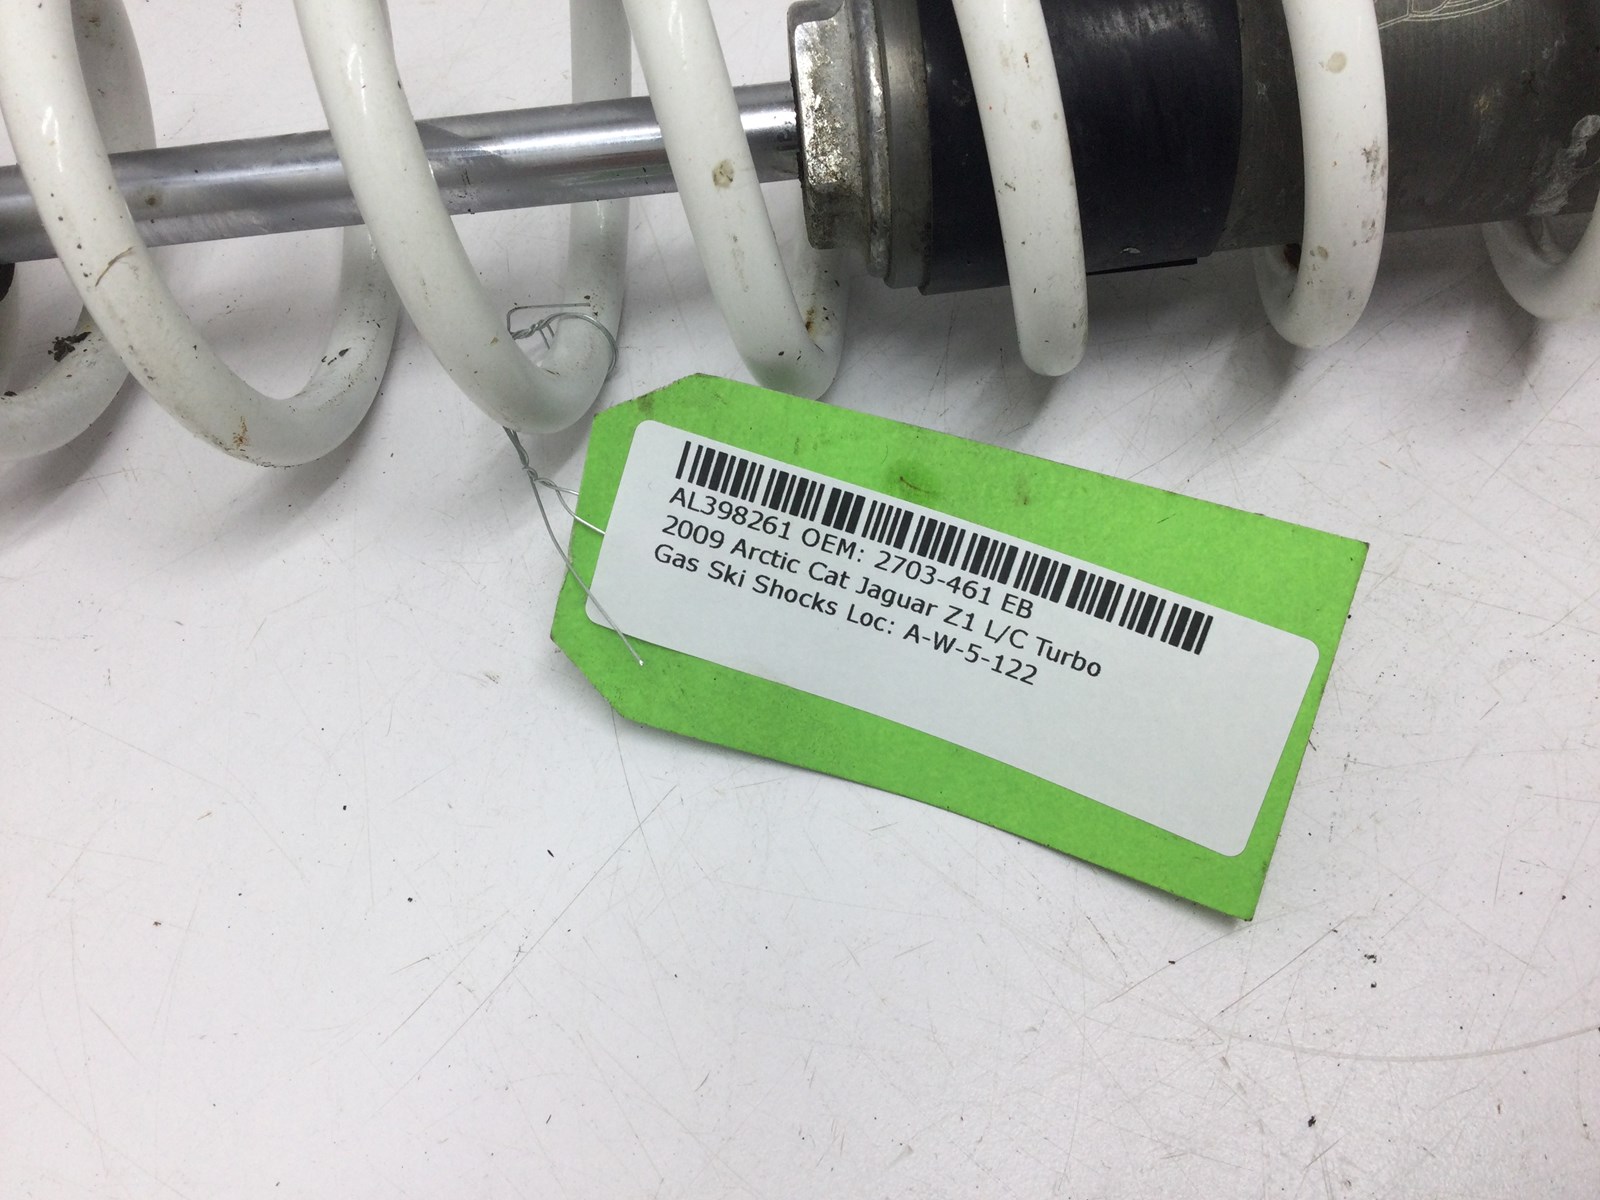 AL398261 OEM: 2703-461 EB
2009 Arctic Cat Jaguar Z1 L/C Turbo
Gas Ski Shocks Loc: A-W-5-122